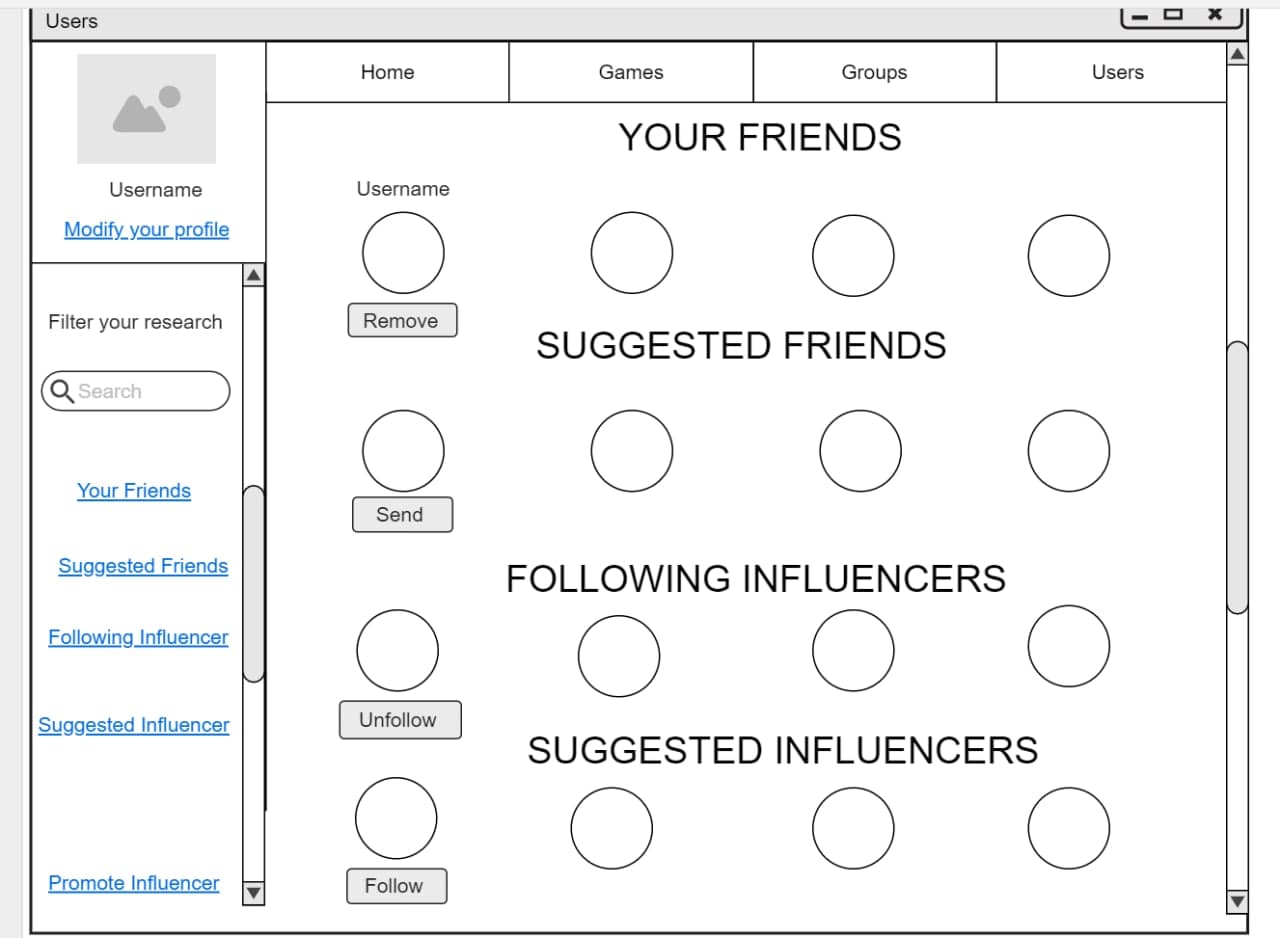 Users
Home
Games
Groups
Users
Username
Modify your profile
Filter your research
Search
Your Friends
Suggested Friends
Following Influencer
Suggested Influencer
Promote Influencer
YOUR FRIENDS
Username
Remove
SUGGESTED FRIENDS
Send
FOLLOWING INFLUENCERS
Unfollow
SUGGESTED INFLUENCERS
Follow